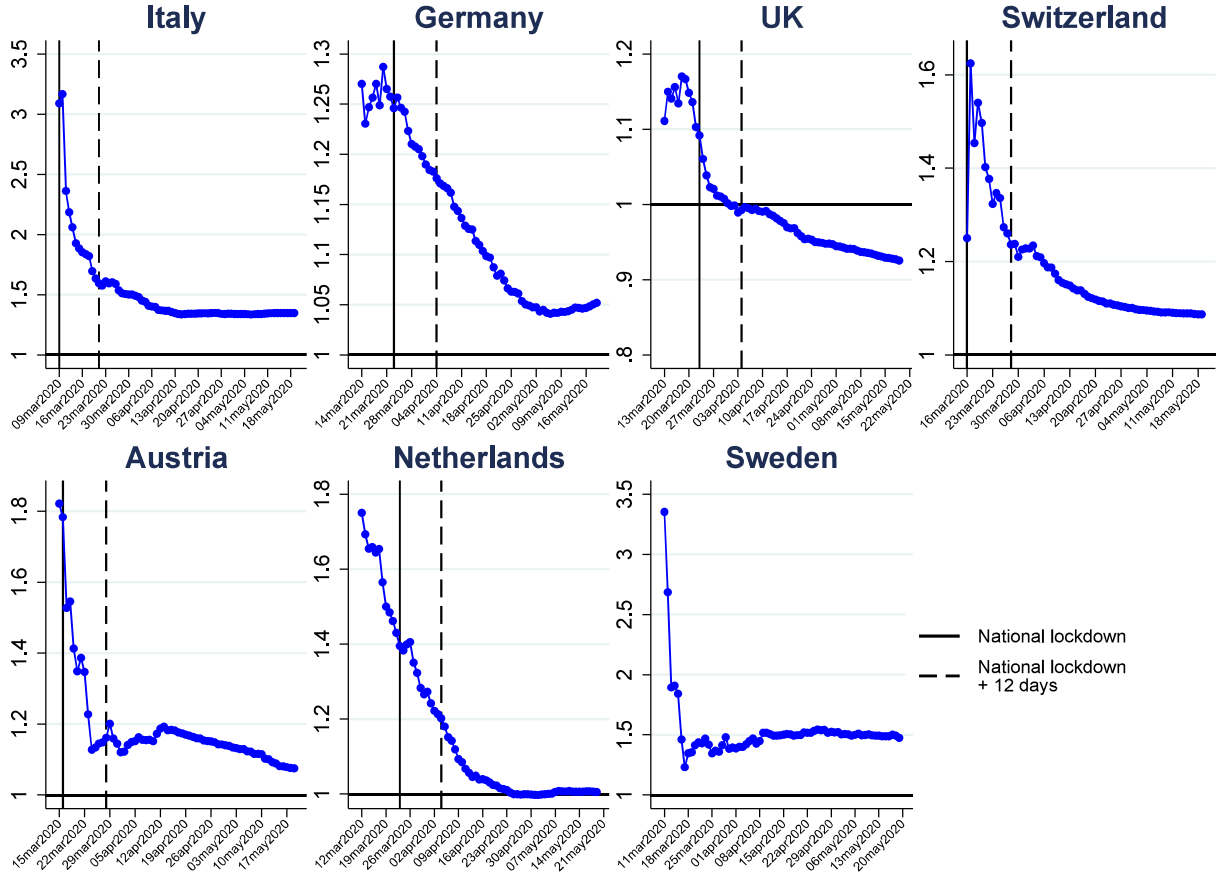 Italy
3.5
3
2.5
2
1.5
1
09mar2020
16mar2020
23mar2020
30mar2020
06apr2020
13apr2020
20apr2020
27apr2020
04may2020
11may2020
18may2020
Germany
1.3
1.25
1.2
1.15
1.1
1.05
1
14mar2020
21mar2020
28mar2020
04apr2020
11apr2020
18apr2020
25apr2020
02may2020
09may2020
16may2020
UK
1.2
1.1
1
.9
.8
13mar2020
20mar2020
27mar2020
03apr2020
10apr2020
17apr2020
24apr2020
01may2020
08may2020
15may2020
22may2020
Switzerland
1.6
1.4
1.2
1
16mar2020
23mar2020
30mar2020
06apr2020
13apr2020
20apr2020
27apr2020
04may2020
11may2020
18may2020
Austria
1.8
1.6
1.4
1.2
1
15mar2020
22mar2020
29mar2020
05apr2020
12apr2020
19apr2020
26apr2020
03may2020
10may2020
17may2020
Netherlands
1.8
1.6
1.4
1.2
1
12mar2020
19mar2020
26mar2020
02apr2020
09apr2020
16apr2020
23apr2020
30apr2020
07may2020
14may2020
21may2020
Sweden
3.5
3
2.5
2
1.5
1
11mar2020
18mar2020
25mar2020
01apr2020
08apr2020
15apr2020
22apr2020
29apr2020
06may2020
13may2020
20may2020
National lockdown
National lockdown
+ 12 days